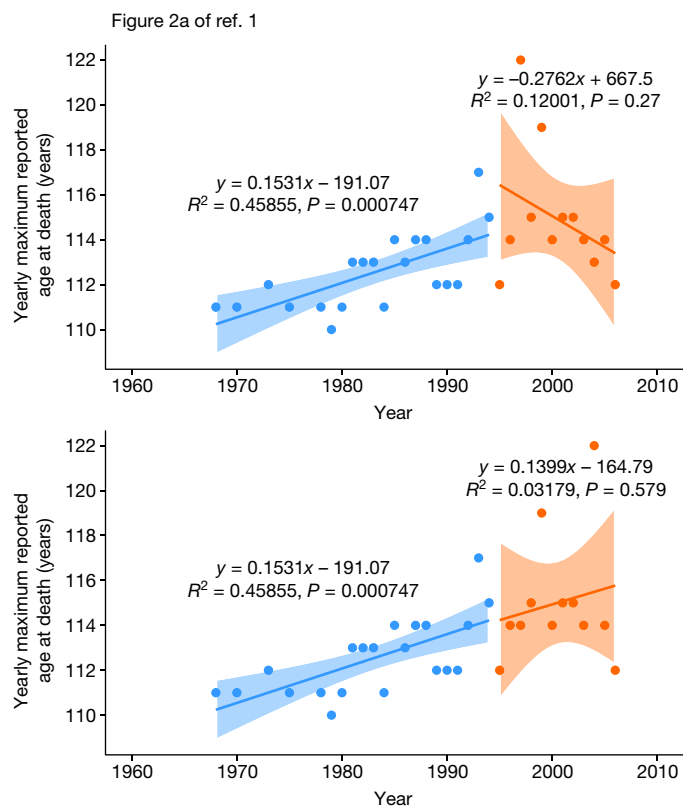 Figure 2a of ref. 1
122
120
118
116
114
112
110
Yearly maximum reported
age at death (years)
y = –0.2762x + 667.5
R² = 0.12001, P = 0.27
y = 0.1531x – 191.07
R² = 0.45855, P = 0.000747
1960
1970
1980
1990
2000
2010
Year
122
120
118
116
114
112
110
Yearly maximum reported
age at death (years)
y = 0.1399x – 164.79
R² = 0.03179, P = 0.579
y = 0.1531x – 191.07
R² = 0.45855, P = 0.000747
1960
1970
1980
1990
2000
2010
Year